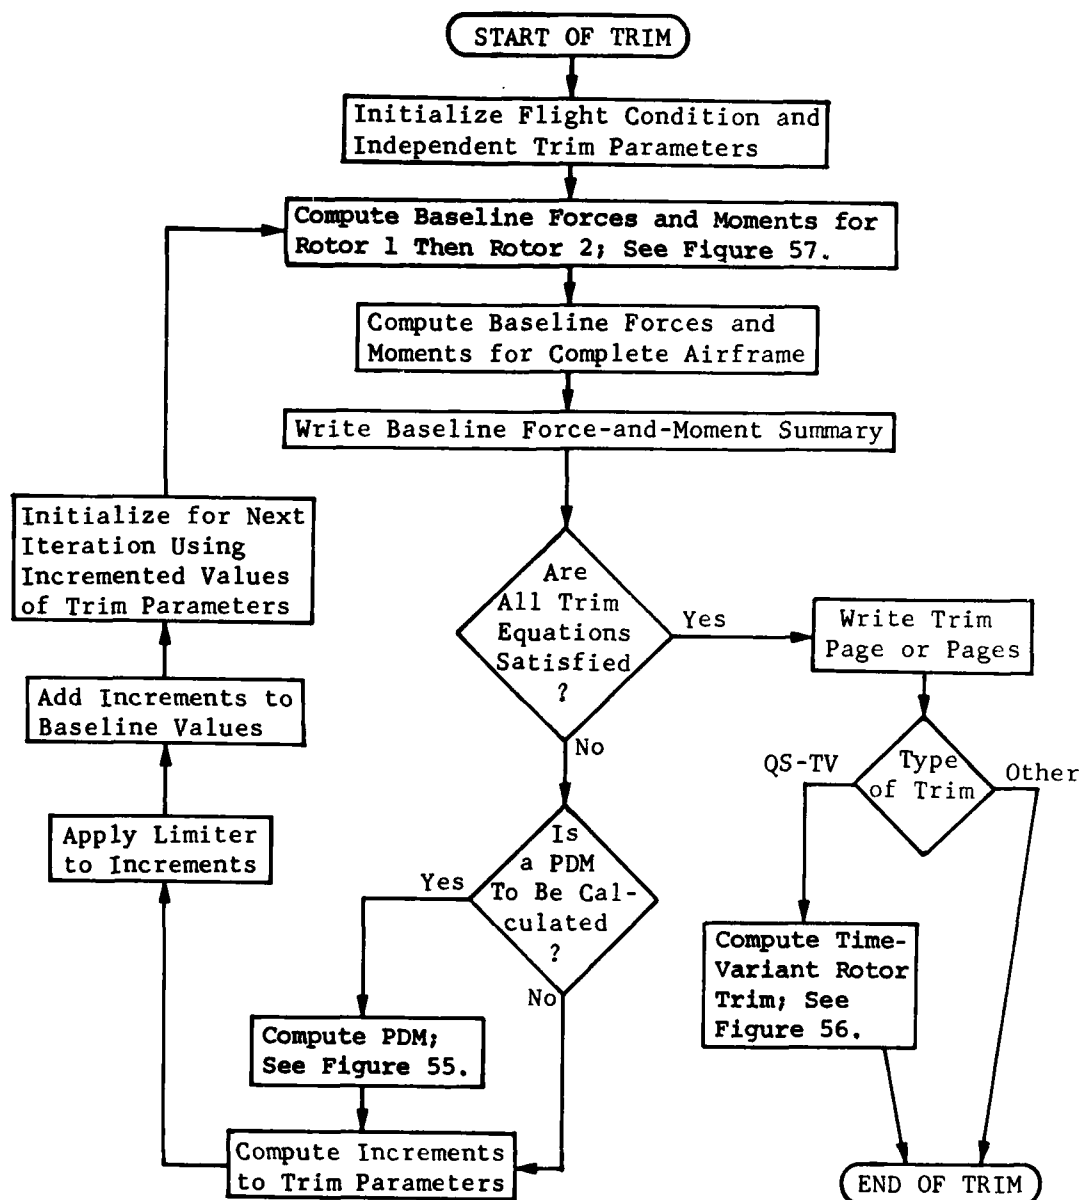 START OF TRIM
Initialize Flight Condition and
Independent Trim Parameters
Compute Baseline Forces and Moments for
Rotor 1 Then Rotor 2; See Figure 57.
Compute Baseline Forces and
Moments for Complete Airframe
Write Baseline Force-and-Moment Summary
Are
All Trim
Equations
Satisfied
?
Yes
Write Trim
Page or Pages
Type
of Trim
QS-TV
Other
Compute Time-
Variant Rotor
Trim; See
Figure 56.
No
Is
a PDM
To Be Cal-
culated
?
Yes
No
Compute PDM;
See Figure 55.
Compute Increments
to Trim Parameters
Apply Limiter
to Increments
Add Increments to
Baseline Values
Initialize for Next
Iteration Using
Incremented Values
of Trim Parameters
END OF TRIM